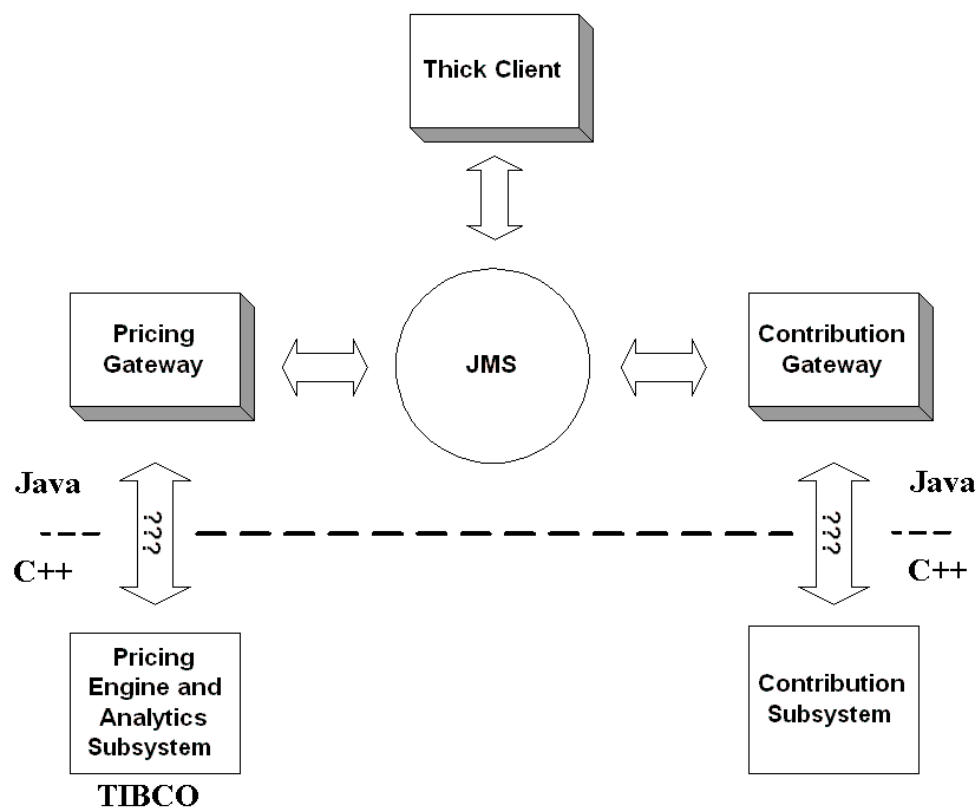 Thick Client
Pricing
Gateway
JMS
Contribution
Gateway
Java
???
???
Java
C++
C++
Pricing
Engine and
Analytics
Subsystem
Contribution
Subsystem
TIBCO